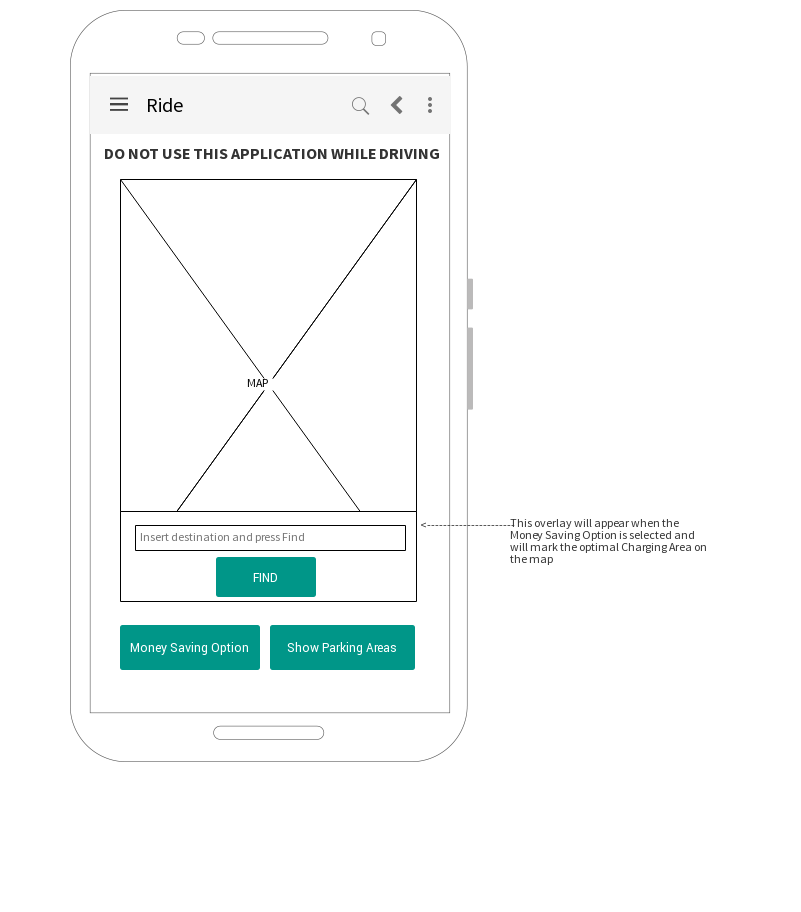 Ride
DO NOT USE THIS APPLICATION WHILE DRIVING
MAP
Insert destination and press Find
FIND
This overlay will appear when the
Money Saving Option is selected and
will mark the optimal Charging Area on
the map
Money Saving Option
Show Parking Areas